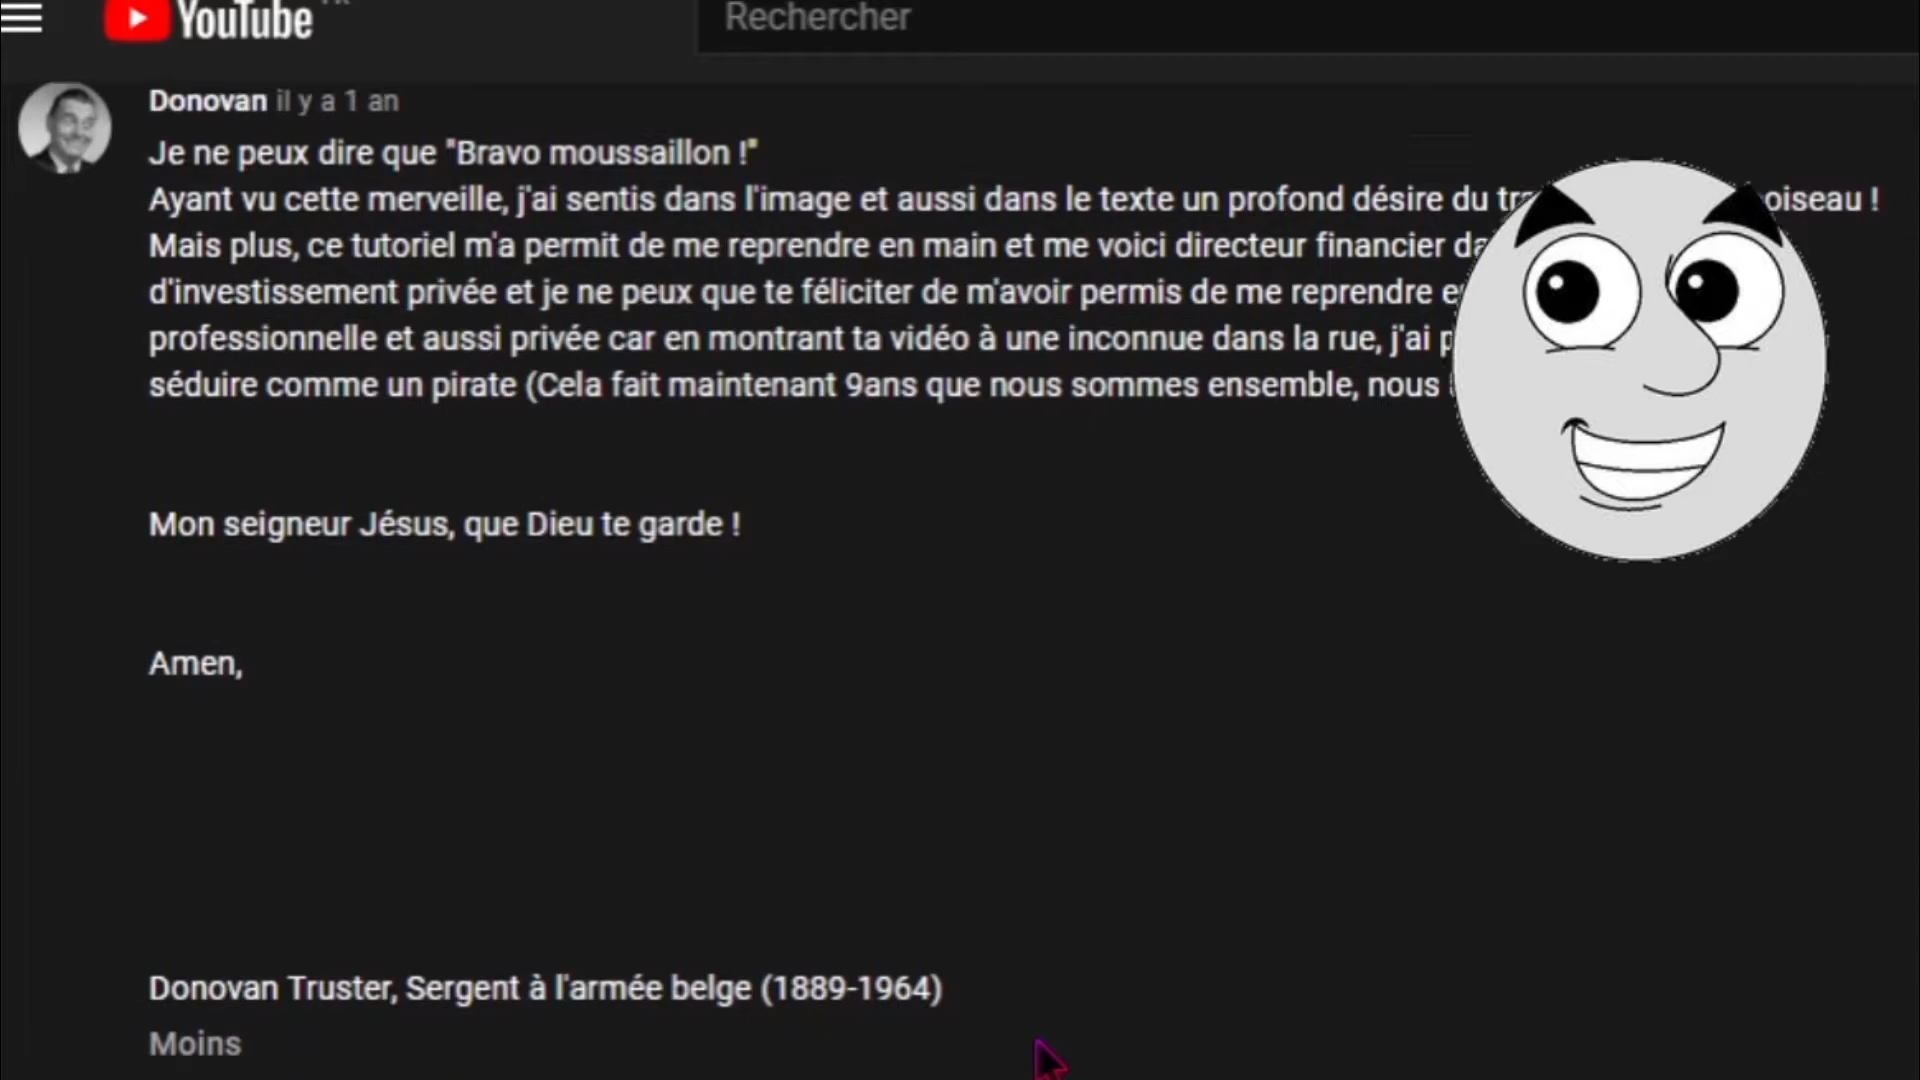 YouTube
Rechercher
Donovan il y a 1 an
Je ne peux dire que "Bravo moussaillon !"
Ayant vu cette merveille, j'ai sentis dans l'image et aussi dans le texte un profond désire du oiseau !
Mais plus, ce tutoriel m'a permit de me reprendre en main et me voici directeur financier
d'investissement privée et je ne peux que te féliciter de m'avoir permis de me reprendre
professionnelle et aussi privée car en montrant ta vidéo à une inconnue dans la rue, j'ai
séduire comme un pirate (Cela fait maintenant 9ans que nous sommes ensemble, nous
Mon seigneur Jésus, que Dieu te garde !
Amen,
Donovan Truster, Sergent à l'armée belge (1889-1964)
Moins